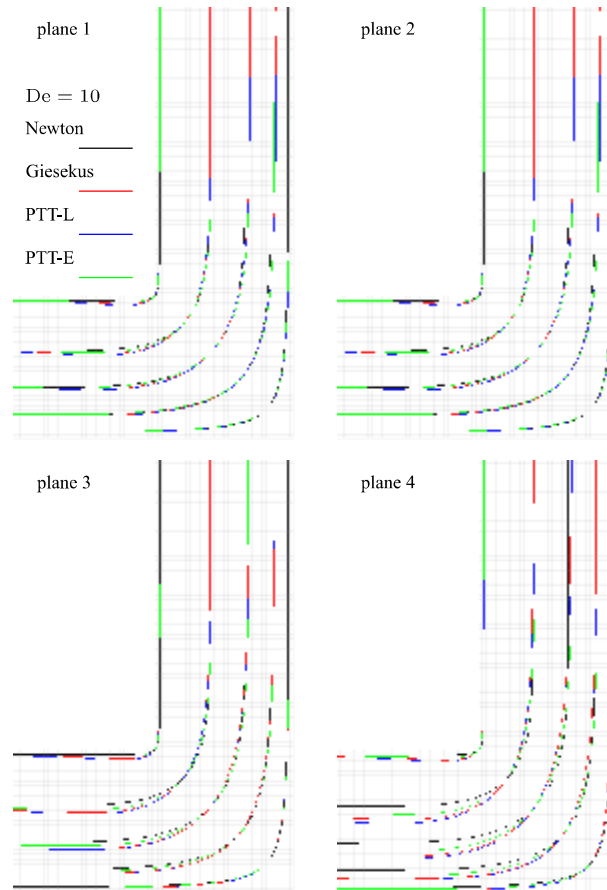 plane 1
plane 2
De = 10
Newton
Giesekus
PTT-L
PTT-E
plane 3
plane 4